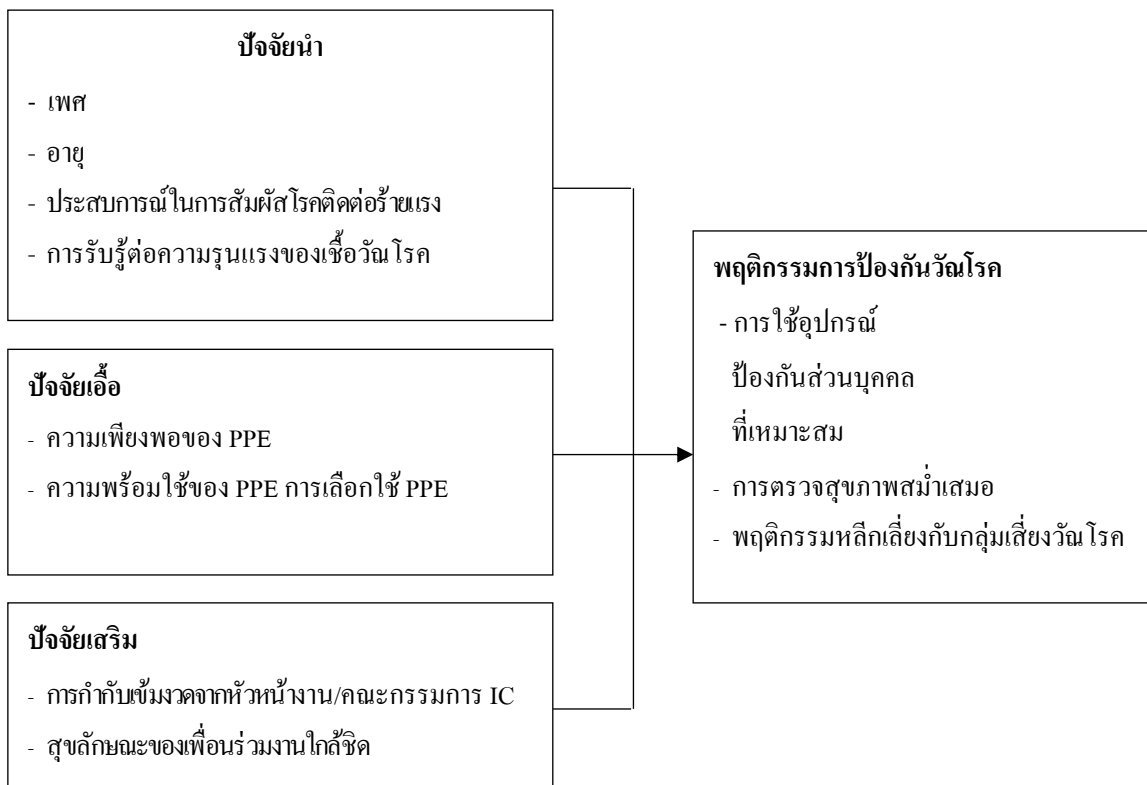 ปัจจัยนำ
- เพศ
- อายุ
- ประสบการณ์ในการสัมผัสโรคติดต่อร้ายแรง
- การรับรู้ต่อความรุนแรงของเชื้อวัณโรค
ปัจจัยเอื้อ
- ความเพียงพอของ PPE
- ความพร้อมใช้ของ PPE การเลือกใช้ PPE
ปัจจัยเสริม
- การกำกับเข้มงวดจากหัวหน้างาน/คณะกรรมการ IC
- สุขลักษณะของเพื่อนร่วมงานใกล้ชิด
พฤติกรรมการป้องกันวัณโรค
- การใช้อุปกรณ์
ป้องกันส่วนบุคคล
ที่เหมาะสม
- การตรวจสุขภาพสม่ำเสมอ
- พฤติกรรมหลีกเลี่ยงกับกลุ่มเสี่ยงวัณโรค